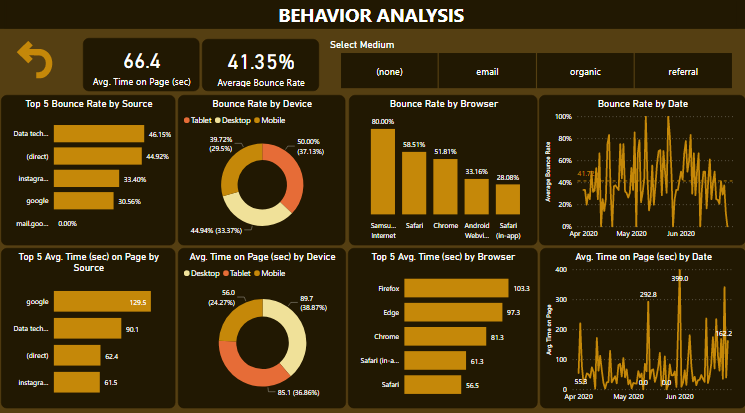 BEHAVIOR ANALYSIS
66.4
Avg. Time on Page (sec)
41.35%
Average Bounce Rate
Select Medium
(none)
email
organic
referral
Top 5 Bounce Rate by Source
Data tech...
46.15%
(direct)
44.92%
instagra...
33.40%
google
30.56%
mail.goo...
0.00%
Bounce Rate by Device
Tablet Desktop Mobile
39.72%
(29.5%)
50.00%
(37.13%)
44.94% (33.37%)
Bounce Rate by Browser
80.00%
58.51%
51.81%
33.16%
28.08%
Samsu...
Internet
Safari
Chrome
Android
Webvi...
Safari
(in-app)
Bounce Rate by Date
Average Bounce Rate
100%
80%
60%
40%
20%
0%
Apr 2020
May 2020
Jun 2020
Top 5 Avg. Time (sec) on Page by
Source
google
129.5
Data tech...
90.1
(direct)
62.4
instagra...
61.5
Avg. Time on Page (sec) by Device
Desktop Tablet Mobile
56.0
(24.27%)
89.7
(38.87%)
85.1 (36.86%)
Top 5 Avg. Time (sec) by Browser
Firefox
103.3
Edge
97.3
Chrome
81.3
Safari (in-a...
61.3
Safari
56.5
Avg. Time on Page (sec) by Date
Avg. Time on Page
400
300
200
100
0
399.0
292.8
162.2
55.8
0.0
0.0
Apr 2020
May 2020
Jun 2020